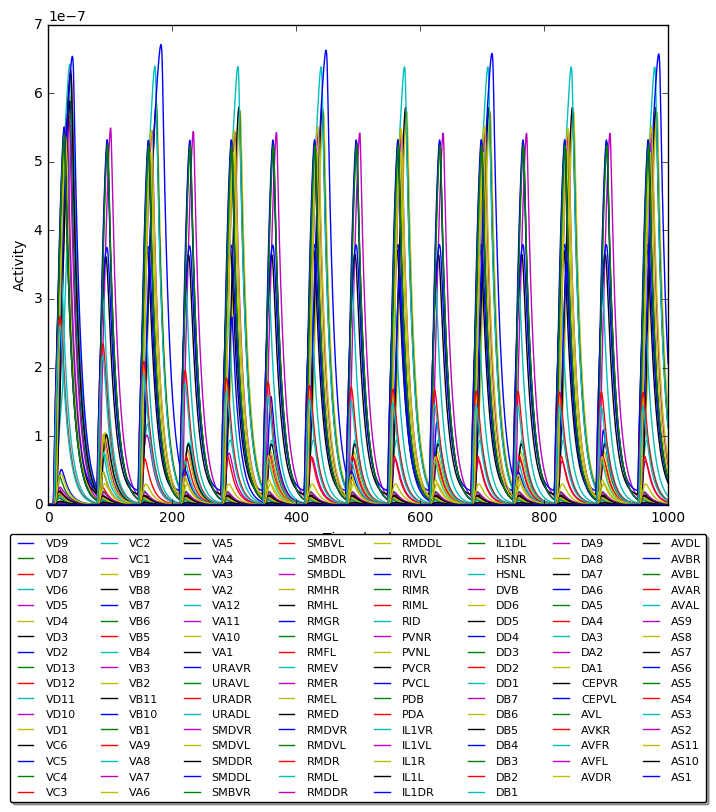 1e−7
7
6
5
4
3
2
1
0
Activity
0 200 400 600 800 1000
VD9 VC2 VA5 SMBVL RMDDL IL1DL DA9 AVDL
VD8 VC1 VA4 SMBDR RIVR HSNR DA8 AVBR
VD7 VB9 VA3 SMBDL RIVL HSNL DA7 AVBL
VD6 VB8 VA2 RMHR RIMR DVB DA6 AVAR
VD5 VB7 VA12 RMHL RIML DD6 DA5 AVAL
VD4 VB6 VA11 RMGR RID DD5 DA4 AS9
VD3 VB5 VA10 RMGL PVNR DD4 DA3 AS8
VD2 VB4 VA1 RMFL PVNL DD3 DA2 AS7
VD13 VB3 URAVR RMEV PVCR DD2 DA1 AS6
VD12 VB2 URAVL RMER PVCL DD1 CEPVR AS5
VD11 VB11 URADR RMEL PDB DB7 CEPVL AS4
VD10 VB10 URADL RMED PDA DB6 AVL AS3
VD1 VB1 SMDVR RMDVR IL1VR DB5 AVKR AS2
VC6 VA9 SMDVL RMDVL IL1VL DB4 AVFR AS11
VC5 VA8 SMDDR RMDR IL1R DB3 AVFL AS10
VC4 VA7 SMDDL RMDL IL1L DB2 AVDR AS1
VC3 VA6 SMBVR RMDDR IL1DR DB1